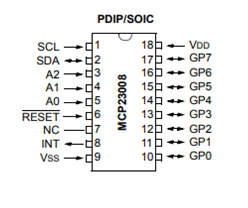 PDIP/SOIC
SCL 1 18 VDD
SDA 2 17 GP7
A2 3 16 GP6
A1 4 15 GP5
A0 5 14 GP4
RESET 6 13 GP3
NC 7 12 GP2
INT 8 11 GP1
VSS 9 10 GP0
MCP23008